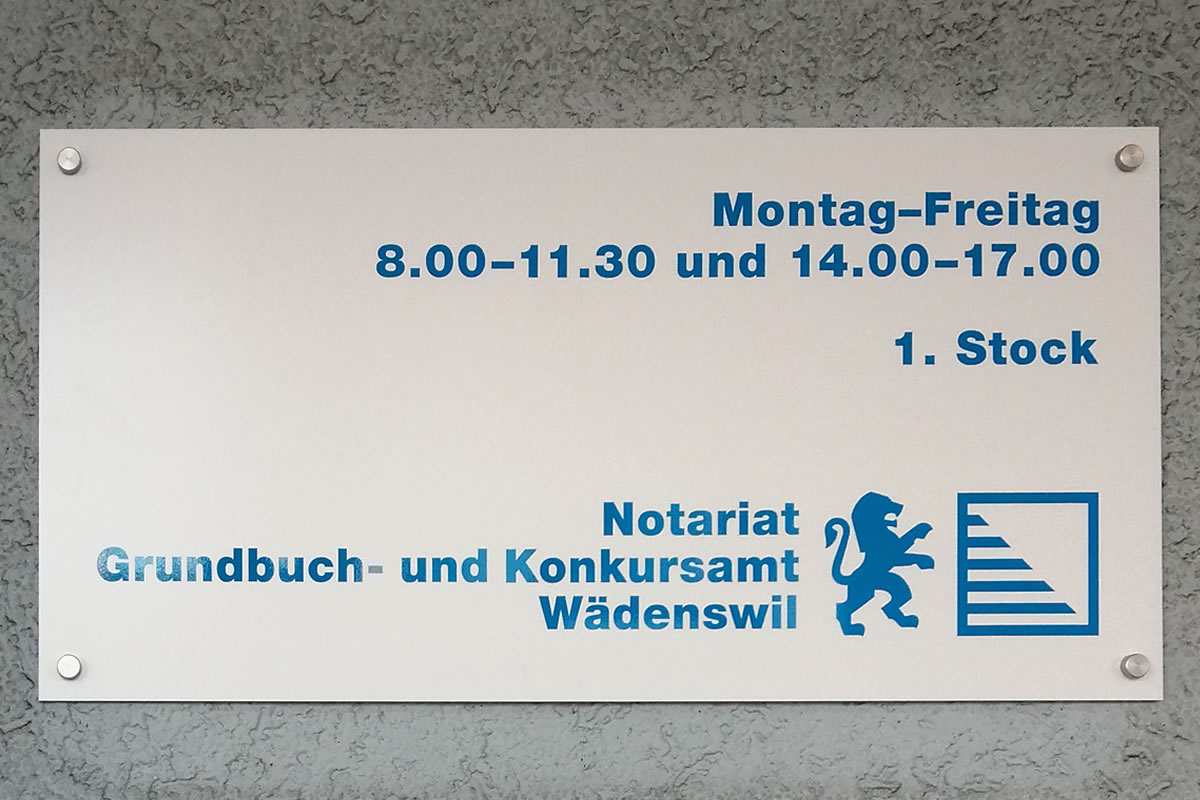 Montag–Freitag
8.00–11.30 und 14.00–17.00
1. Stock
Notariat
Grundbuch- und Konkursamt
Wädenswil